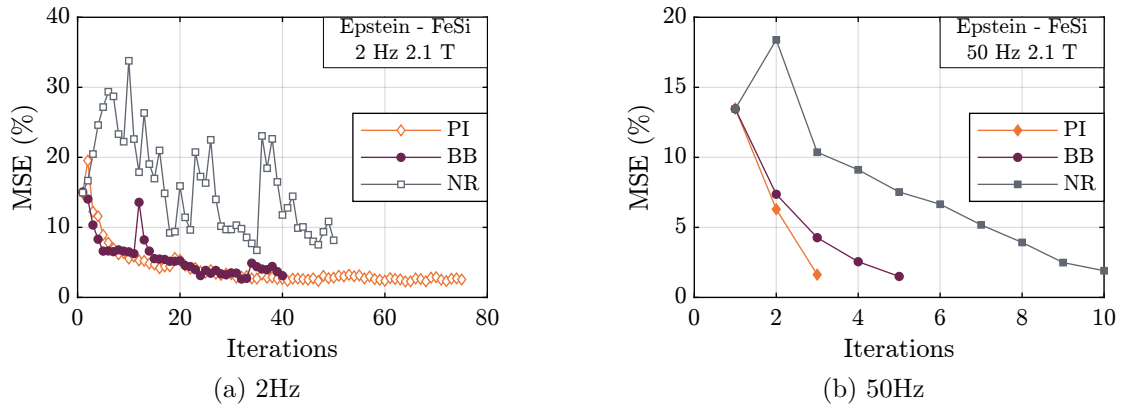 Epstein - FeSi
2 Hz 2.1 T
PI
BB
NR
MSE (%)
40
30
20
10
0
0 20 40 60 80
Iterations
(a) 2Hz
Epstein - FeSi
50 Hz 2.1 T
PI
BB
NR
MSE (%)
20
15
10
5
0
0 2 4 6 8 10
Iterations
(b) 50Hz